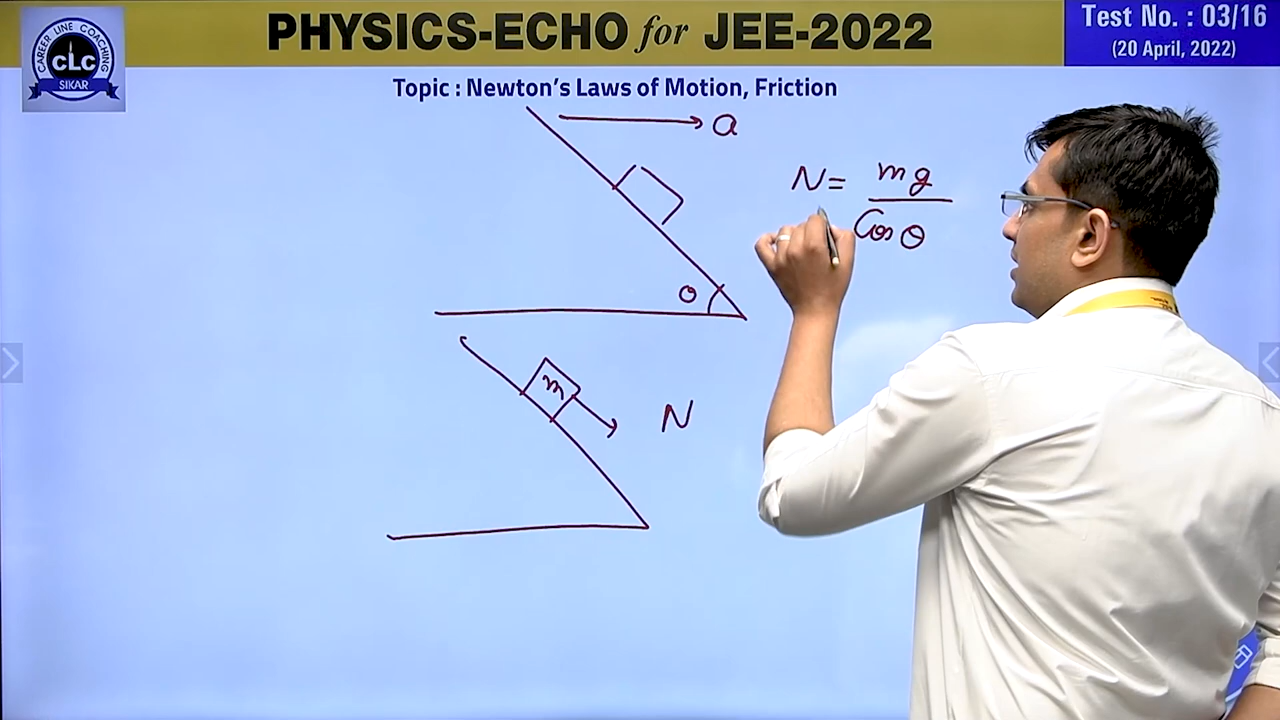 PHYSICS-ECHO for JEE-2022
Test No. : 03/16
(20 April, 2022)
CAREER LINE COACHING
CLC
SIKAR
Topic : Newton's Laws of Motion, Friction
a
N = mg
Cos θ
θ
m
N